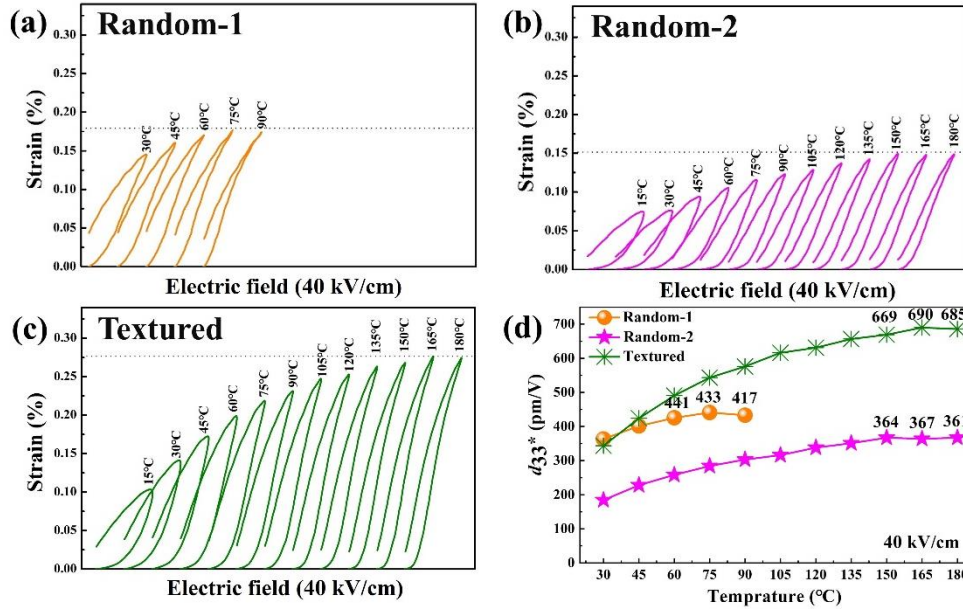 (a) Random-1
0.30
0.25
0.20
0.15
0.10
0.05
0.00
Strain (%)
30°C
45°C
60°C
75°C
90°C
Electric field (40 kV/cm)
(b) Random-2
0.30
0.25
0.20
0.15
0.10
0.05
0.00
Strain (%)
15°C
30°C
45°C
60°C
75°C
90°C
105°C
120°C
135°C
150°C
165°C
180°C
Electric field (40 kV/cm)
(c) Textured
0.30
0.25
0.20
0.15
0.10
0.05
0.00
Strain (%)
15°C
30°C
45°C
60°C
75°C
90°C
105°C
120°C
135°C
150°C
165°C
180°C
Electric field (40 kV/cm)
(d)
Random-1
Random-2
Textured
700
600
500
400
300
200
100
0
d33* (pm/V)
669 690 685
441 433 417
364 367 361
40 kV/cm
30 45 60 75 90 105 120 135 150 165 180
Temprature (°C)